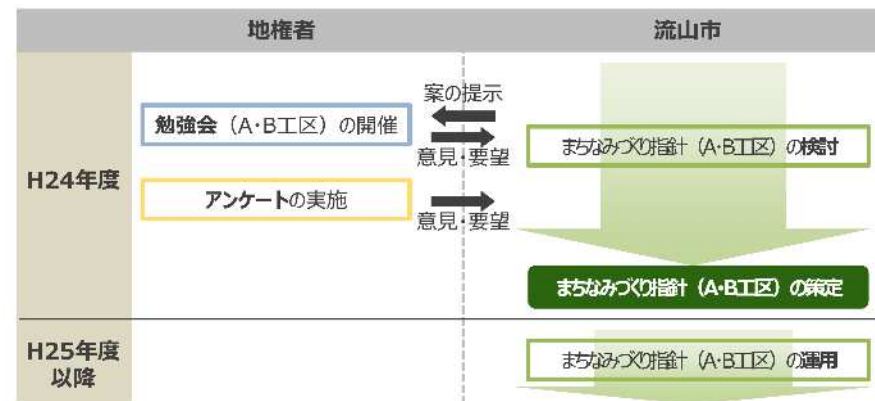 地権者
流山市
H24年度
案の提示
勉強会（A・B工区）の開催
意見・要望
まちなみづくり指針（A・B工区）の検討
アンケートの実施
意見・要望
まちなみづくり指針（A・B工区）の策定
H25年度
以降
まちなみづくり指針（A・B工区）の運用